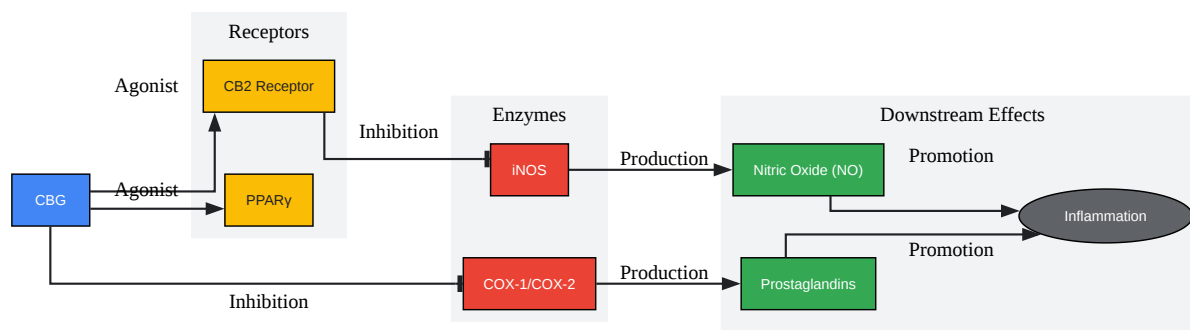 Receptors
Agonist
CB2 Receptor
Inhibition
Enzymes
Downstream Effects
iNOS
Production
Nitric Oxide (NO)
Promotion
CBG
Agonist
PPARγ
Inflammation
Promotion
COX-1/COX-2
Production
Prostaglandins
Inhibition